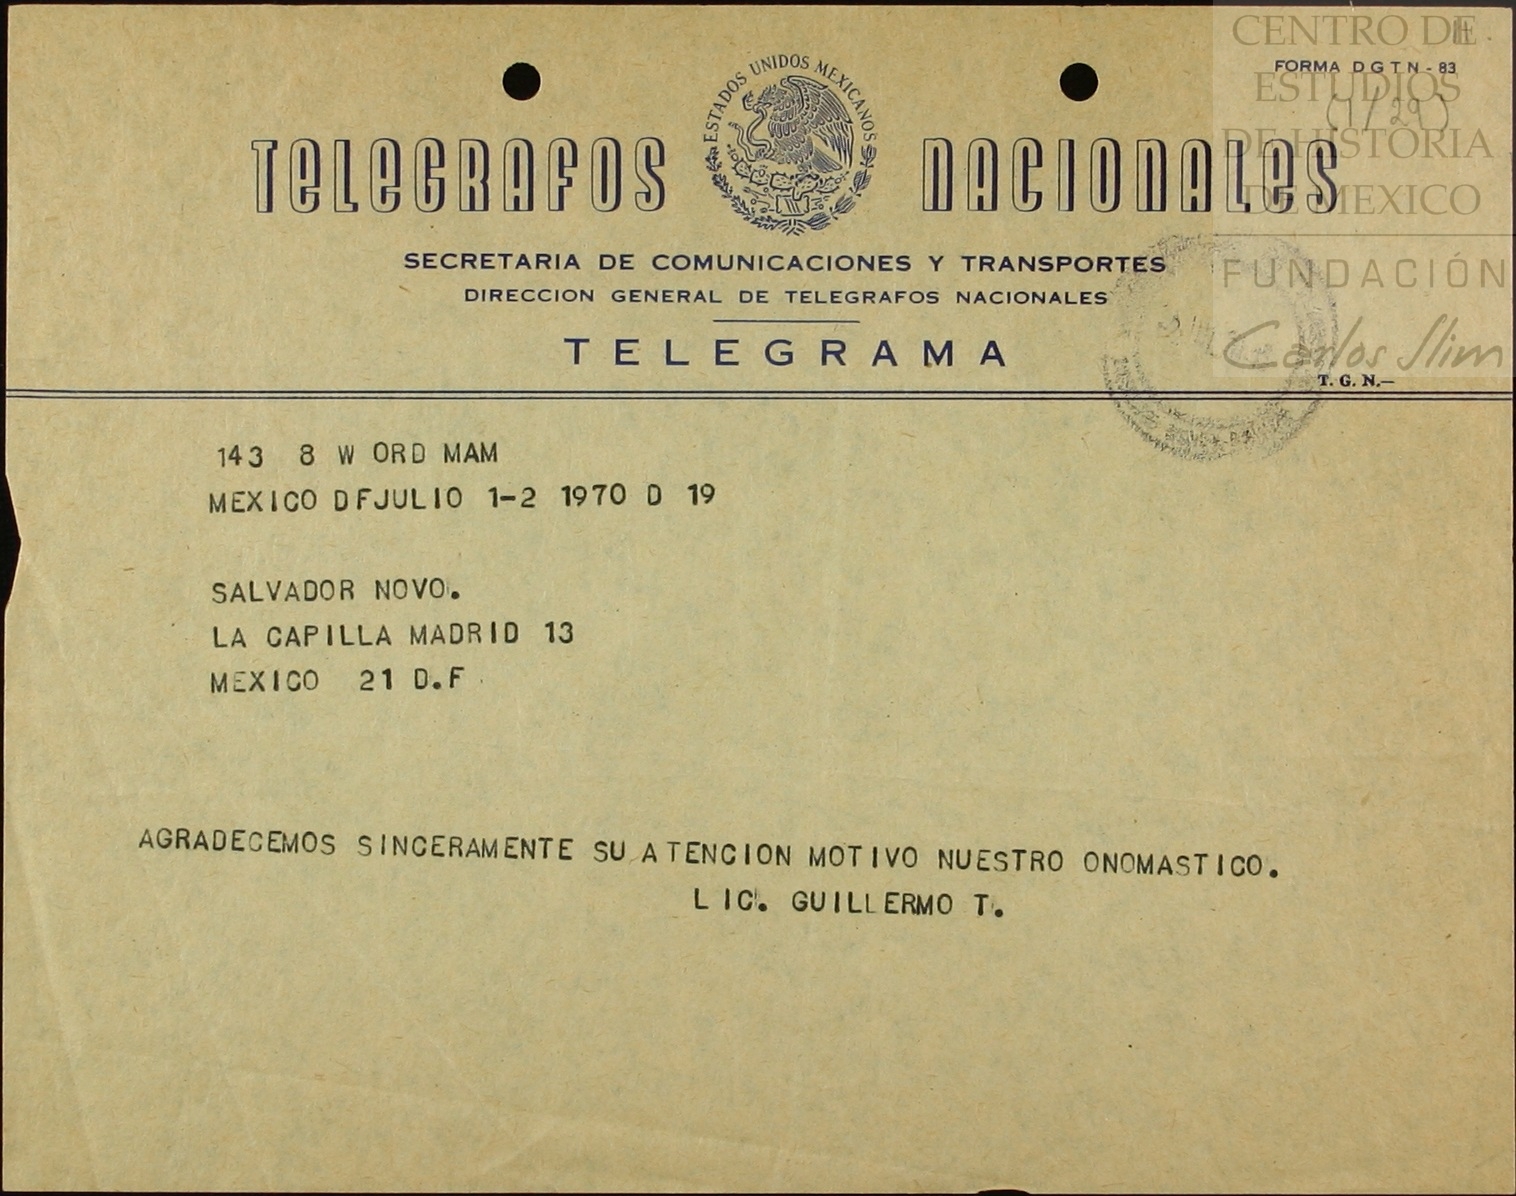 CENTRO DE
FORMA D G T N - 83
ESTUDIOS
(1/29)
DE HISTORIA
DE MEXICO
FUNDACIÓN
Carlos Slim
ESTADOS UNIDOS MEXICANOS
TELEGRAFOS NACIONALES
SECRETARIA DE COMUNICACIONES Y TRANSPORTES
DIRECCION GENERAL DE TELEGRAFOS NACIONALES
TELEGRAMA
T. G. N.—
143 8 W ORD MAM
MEXICO DFJULIO 1-2 1970 D 19
SALVADOR NOVO.
LA CAPILLA MADRID 13
MEXICO 21 D.F
AGRADECEMOS SINCERAMENTE SU ATENCION MOTIVO NUESTRO ONOMASTICO.
LIC. GUILLERMO T.